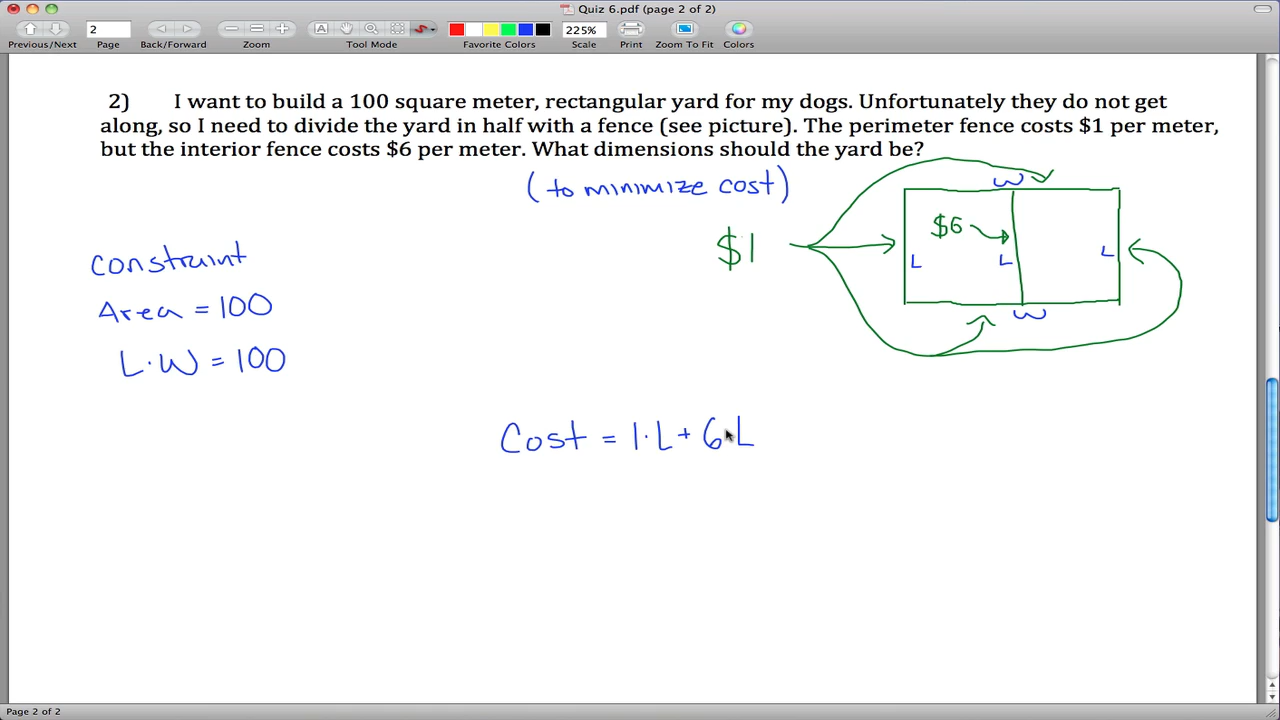 Quiz 6.pdf (page 2 of 2)
2 A 225%
Previous/Next Page Back/Forward Zoom Tool Mode Favorite Colors Scale Print Zoom To Fit Colors
2) I want to build a 100 square meter, rectangular yard for my dogs. Unfortunately they do not get
along, so I need to divide the yard in half with a fence (see picture). The perimeter fence costs $1 per meter,
but the interior fence costs $6 per meter. What dimensions should the yard be?
(to minimize cost)
W
$6
$1
L L L
W
constraint
Area = 100
L·W = 100
Cost = 1·L + 6·L
Page 2 of 2